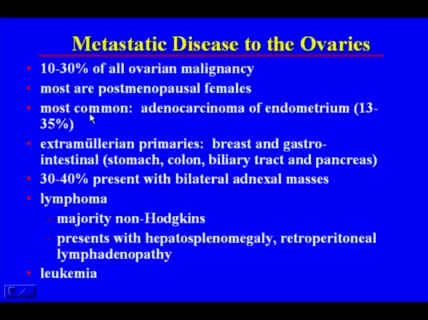 Metastatic Disease to the Ovaries
10-30% of all ovarian malignancy
most are postmenopausal females
most common: adenocarcinoma of endometrium (13-
35%)
extramüllerian primaries: breast and gastro-
intestinal (stomach, colon, biliary tract and pancreas)
30-40% present with bilateral adnexal masses
lymphoma
- majority non-Hodgkins
- presents with hepatosplenomegaly, retroperitoneal
lymphadenopathy
leukemia